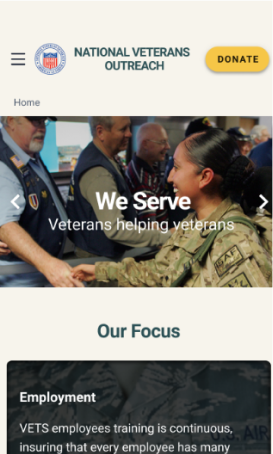 NATIONAL VETERANS
OUTREACH
DONATE
Home
We Serve
Veterans helping veterans
Our Focus
Employment
VETS employees training is continuous,
insuring that every employee has many
U.S. AIR